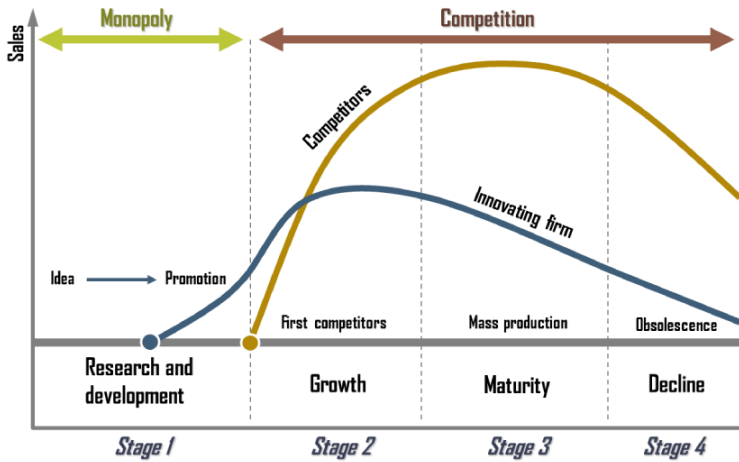 Monopoly
Competition
Sales
Competitors
Innovating firm
Idea
Promotion
First competitors
Mass production
Obsolescence
Research and
development
Growth
Maturity
Decline
Stage 1
Stage 2
Stage 3
Stage 4